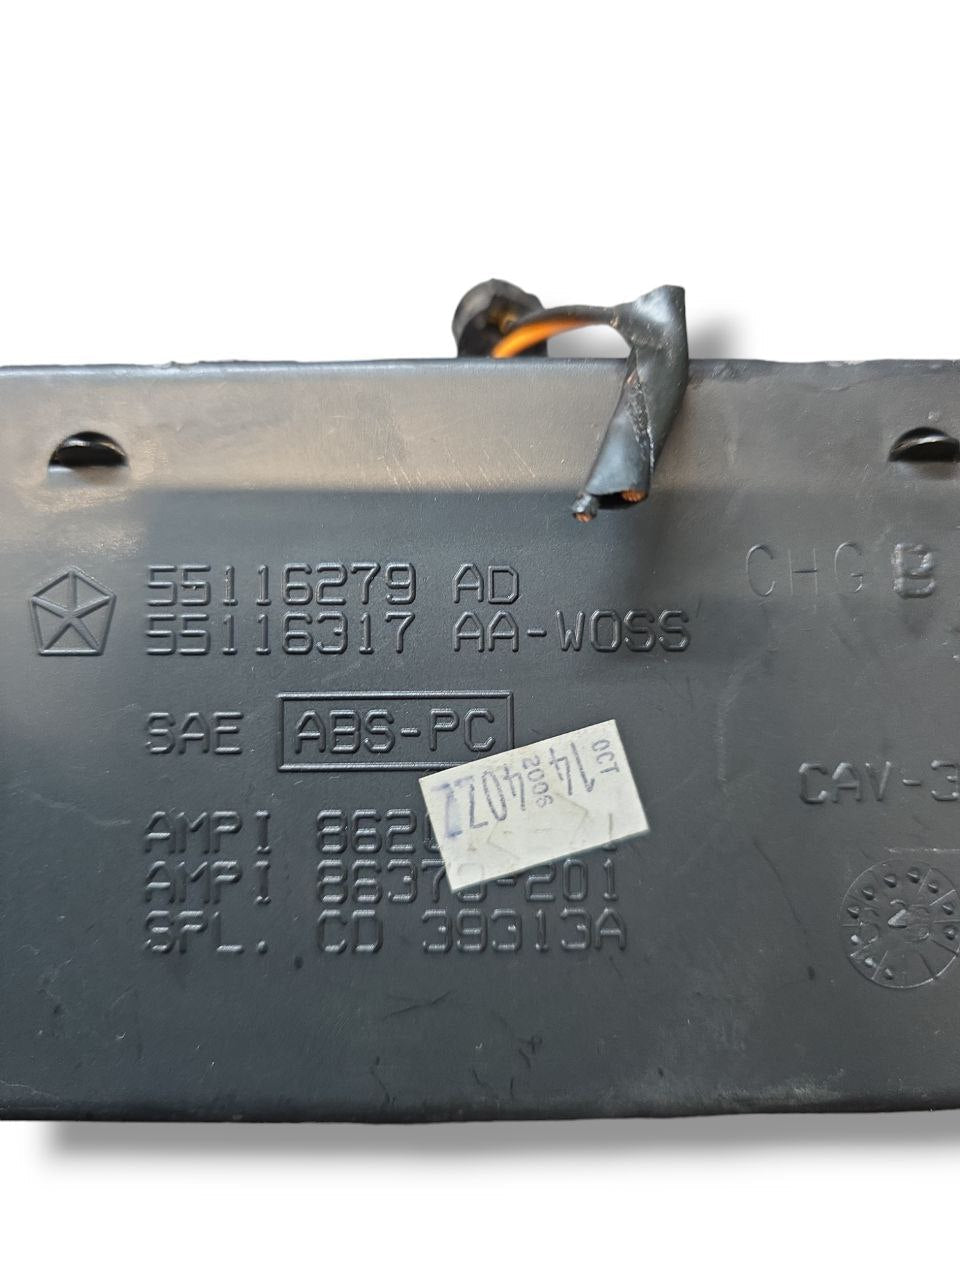 55116279 AD
55116317 AA-WOSS
CHG B
SAE ABS-PC
CAV-3
OCT
14
2006
AMPI
AMPI
SPL. CD 39313A